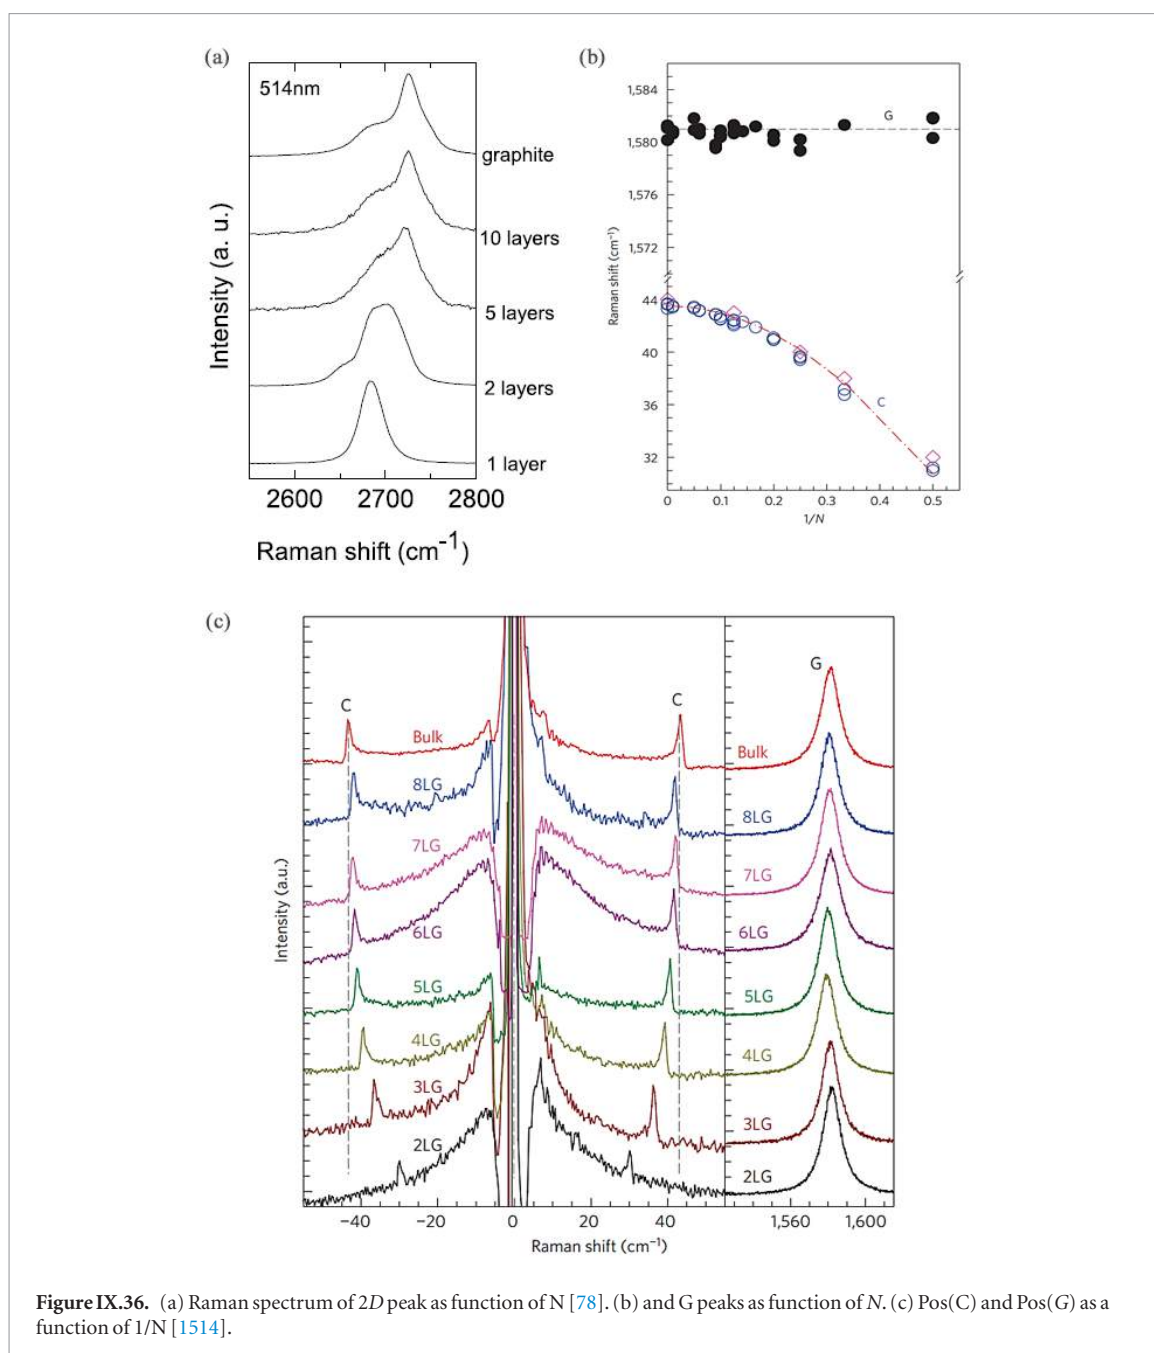 (a)
514nm
graphite
10 layers
5 layers
2 layers
1 layer
Intensity (a. u.)
2600 2700 2800
Raman shift (cm-1)
(b)
1,584
1,580
1,576
1,572
44
40
36
32
G
C
Raman shift (cm–1)
0 0.1 0.2 0.3 0.4 0.5
1/N
(c)
C C G
Bulk Bulk
8LG 8LG
7LG 7LG
6LG 6LG
5LG 5LG
4LG 4LG
3LG 3LG
2LG 2LG
Intensity (a.u.)
−40 −20 0 20 40 1,560 1,600
Raman shift (cm–1)
Figure IX.36. (a) Raman spectrum of 2D peak as function of N [78]. (b) and G peaks as function of N. (c) Pos(C) and Pos(G) as a
function of 1/N [1514].